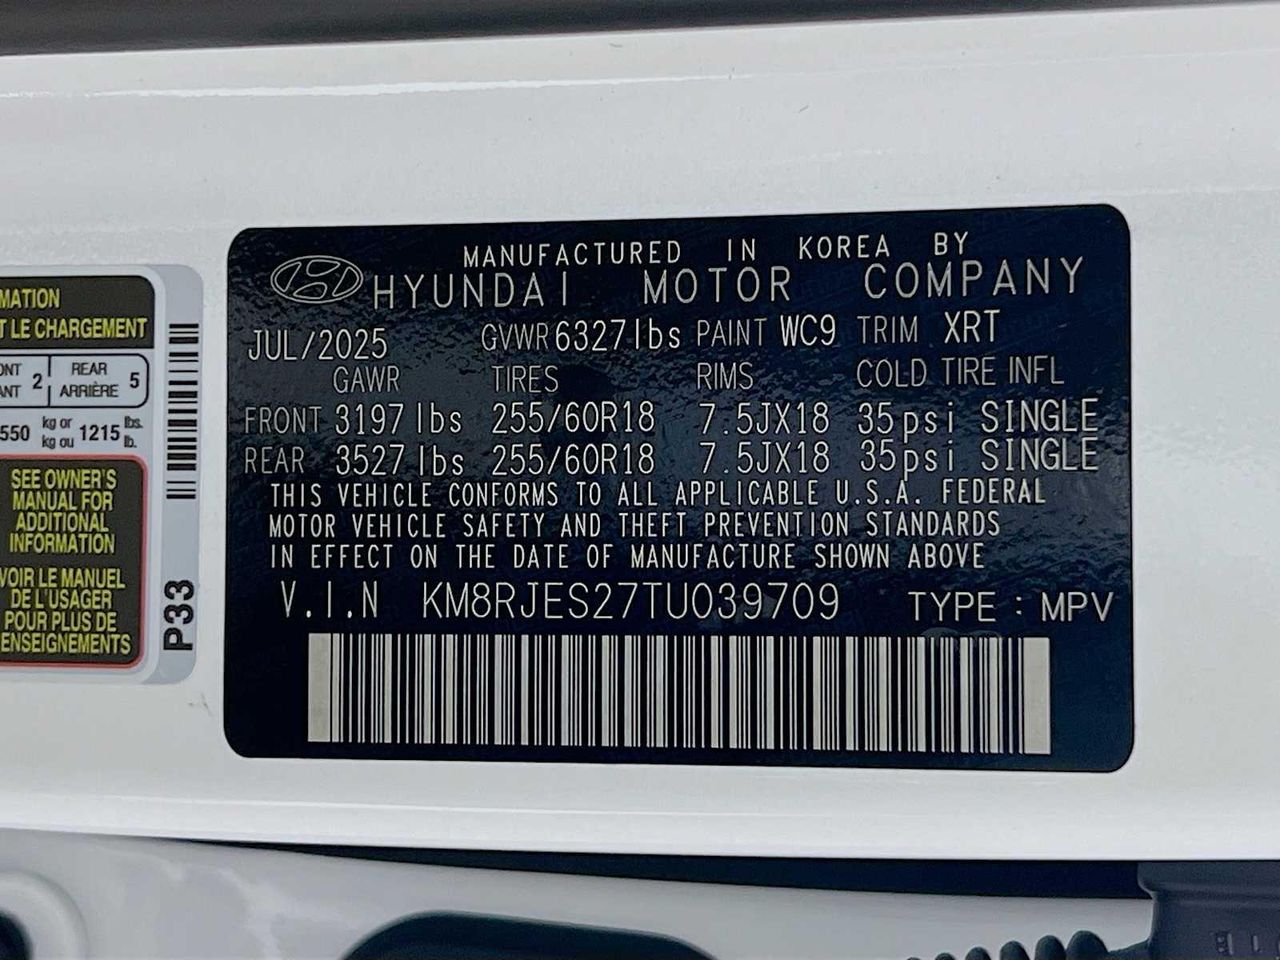 MANUFACTURED IN KOREA BY
HYUNDAI MOTOR COMPANY
JUL/2025 GVWR 6327lbs PAINT WC9 TRIM XRT
GAWR TIRES RIMS COLD TIRE INFL
FRONT 3197 lbs 255/60R18 7.5JX18 35psi SINGLE
REAR 3527 lbs 255/60R18 7.5JX18 35psi SINGLE
THIS VEHICLE CONFORMS TO ALL APPLICABLE U.S.A. FEDERAL
MOTOR VEHICLE SAFETY AND THEFT PREVENTION STANDARDS
IN EFFECT ON THE DATE OF MANUFACTURE SHOWN ABOVE
V.I.N KM8RJES27TU039709 TYPE : MPV
MATION
T LE CHARGEMENT
ONT
ANT 2
REAR
ARRIÈRE 5
550 kg or
kg ou 1215 lbs.
lb.
SEE OWNER'S
MANUAL FOR
ADDITIONAL
INFORMATION
VOIR LE MANUEL
DE L'USAGER
POUR PLUS DE
ENSEIGNEMENTS
P33